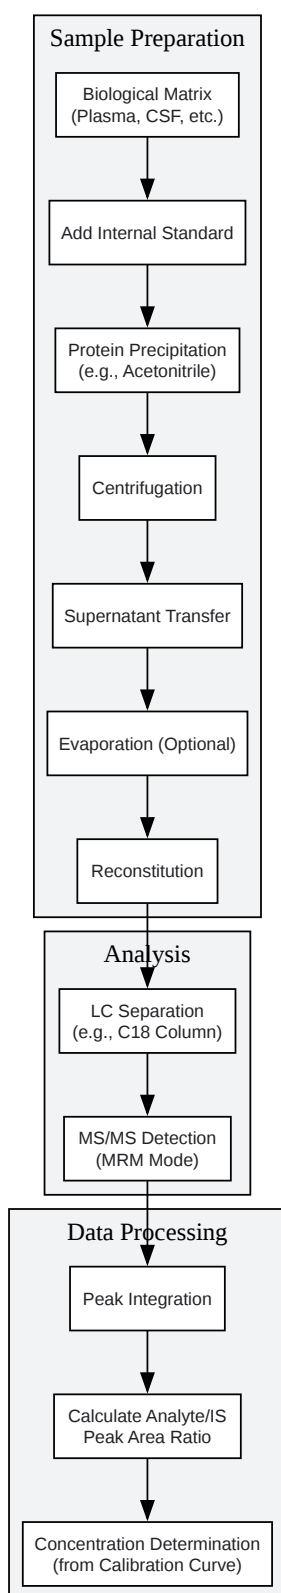 Sample Preparation
Biological Matrix
(Plasma, CSF, etc.)
Add Internal Standard
Protein Precipitation
(e.g., Acetonitrile)
Centrifugation
Supernatant Transfer
Evaporation (Optional)
Reconstitution
Analysis
LC Separation
(e.g., C18 Column)
MS/MS Detection
(MRM Mode)
Data Processing
Peak Integration
Calculate Analyte/IS
Peak Area Ratio
Concentration Determination
(from Calibration Curve)